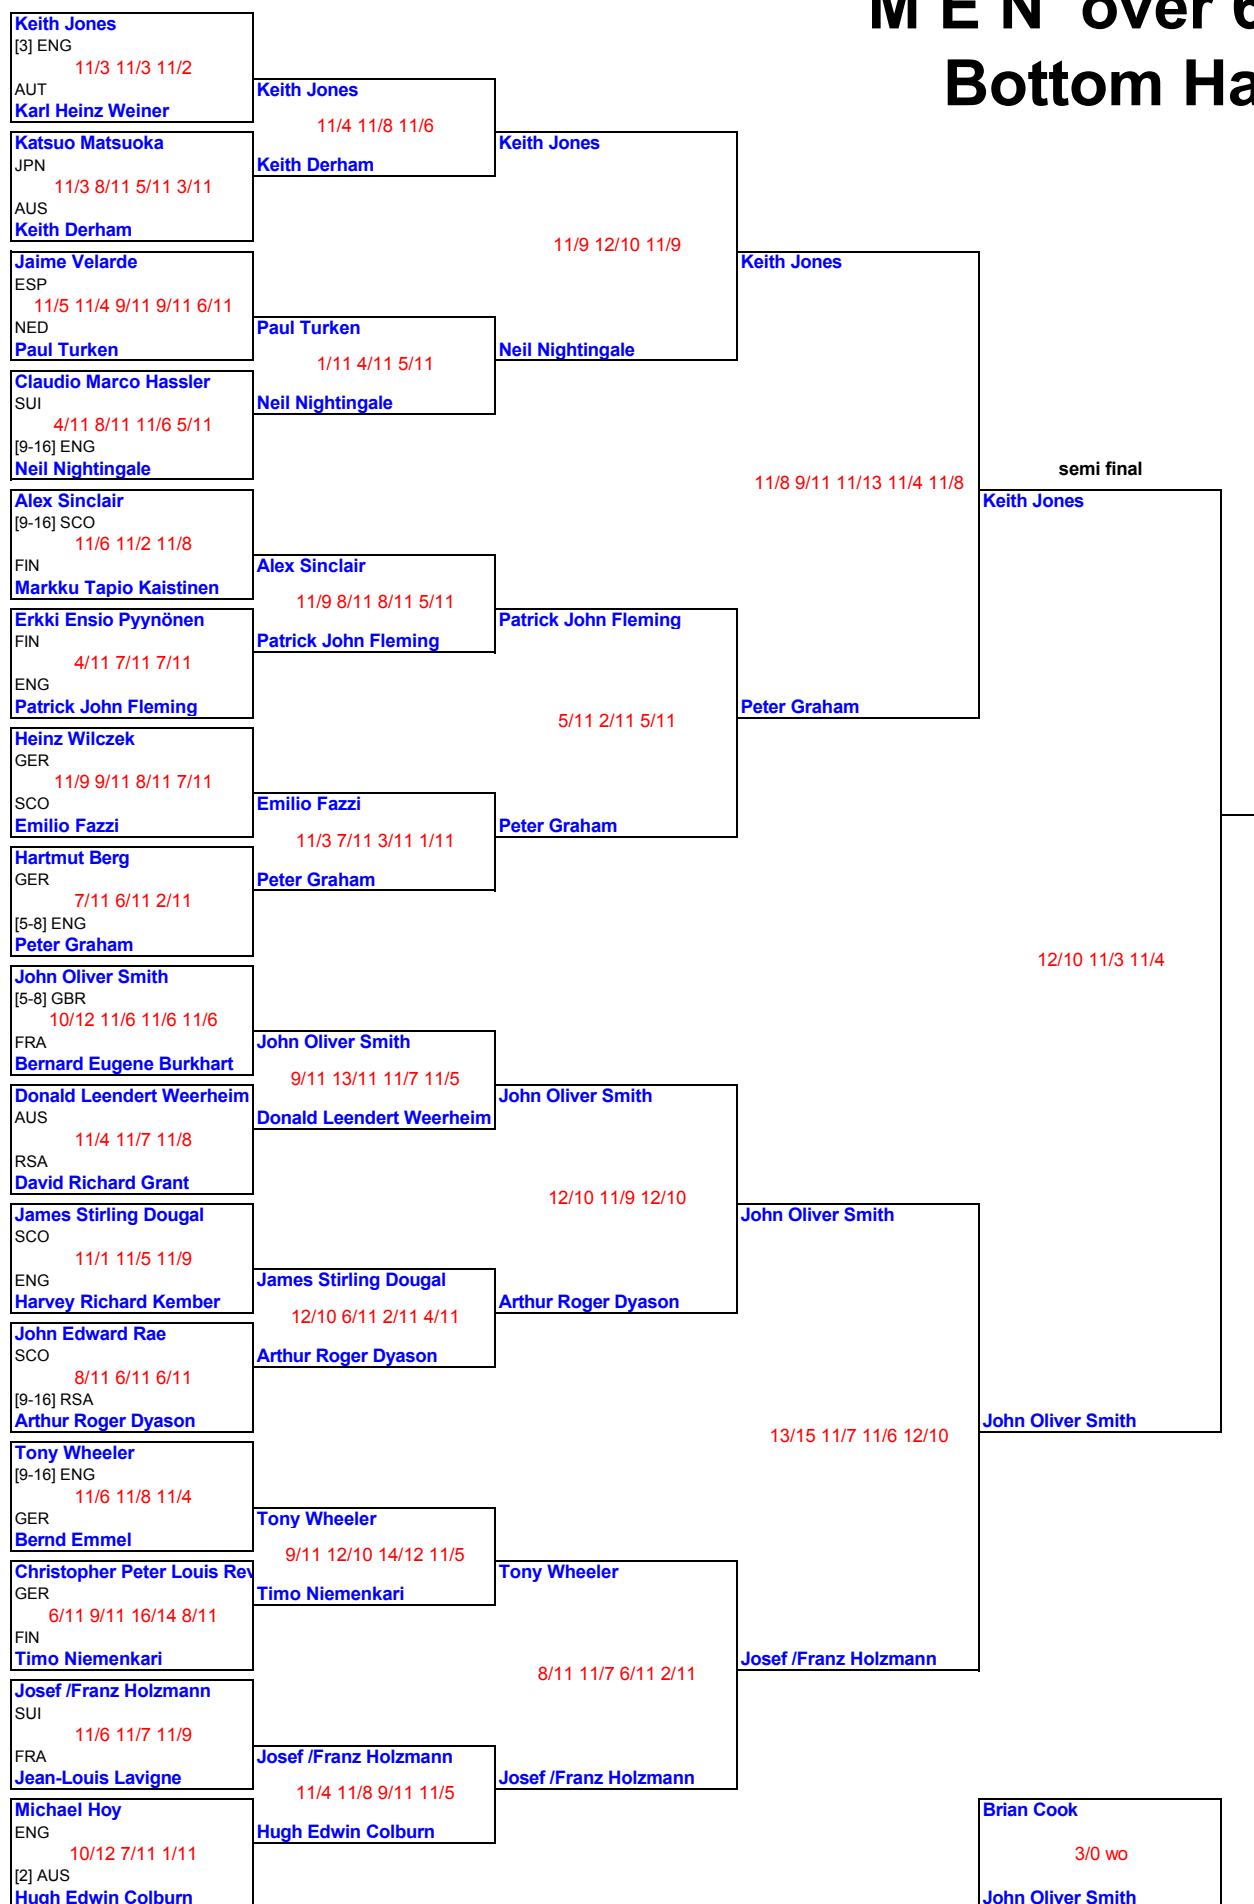 M E N over 6
Bottom Ha
Keith Jones
[3] ENG
11/3 11/3 11/2
AUT
Karl Heinz Weiner
Katsuo Matsuoka
JPN
11/3 8/11 5/11 3/11
AUS
Keith Derham
Jaime Velarde
ESP
11/5 11/4 9/11 9/11 6/11
NED
Paul Turken
Claudio Marco Hassler
SUI
4/11 8/11 11/6 5/11
[9-16] ENG
Neil Nightingale
Alex Sinclair
[9-16] SCO
11/6 11/2 11/8
FIN
Markku Tapio Kaistinen
Erkki Ensio Pyynönen
FIN
4/11 7/11 7/11
ENG
Patrick John Fleming
Heinz Wilczek
GER
11/9 9/11 8/11 7/11
SCO
Emilio Fazzi
Hartmut Berg
GER
7/11 6/11 2/11
[5-8] ENG
Peter Graham
John Oliver Smith
[5-8] GBR
10/12 11/6 11/6 11/6
FRA
Bernard Eugene Burkhart
Donald Leendert Weerheim
AUS
11/4 11/7 11/8
RSA
David Richard Grant
James Stirling Dougal
SCO
11/1 11/5 11/9
ENG
Harvey Richard Kember
John Edward Rae
SCO
8/11 6/11 6/11
[9-16] RSA
Arthur Roger Dyason
Tony Wheeler
[9-16] ENG
11/6 11/8 11/4
GER
Bernd Emmel
Christopher Peter Louis Rev
GER
6/11 9/11 16/14 8/11
FIN
Timo Niemenkari
Josef /Franz Holzmann
SUI
11/6 11/7 11/9
FRA
Jean-Louis Lavigne
Michael Hoy
ENG
10/12 7/11 1/11
[2] AUS
Hugh Edwin Colburn
Keith Jones
11/4 11/8 11/6
Keith Derham
Paul Turken
1/11 4/11 5/11
Neil Nightingale
Alex Sinclair
11/9 8/11 8/11 5/11
Patrick John Fleming
Emilio Fazzi
11/3 7/11 3/11 1/11
Peter Graham
John Oliver Smith
9/11 13/11 11/7 11/5
Donald Leendert Weerheim
James Stirling Dougal
12/10 6/11 2/11 4/11
Arthur Roger Dyason
Tony Wheeler
9/11 12/10 14/12 11/5
Timo Niemenkari
Josef /Franz Holzmann
11/4 11/8 9/11 11/5
Hugh Edwin Colburn
Keith Jones
11/9 12/10 11/9
Neil Nightingale
Patrick John Fleming
5/11 2/11 5/11
Peter Graham
John Oliver Smith
12/10 11/9 12/10
Arthur Roger Dyason
Tony Wheeler
8/11 11/7 6/11 2/11
Josef /Franz Holzmann
Keith Jones
11/8 9/11 11/13 11/4 11/8
Peter Graham
John Oliver Smith
13/15 11/7 11/6 12/10
Josef /Franz Holzmann
semi final
Keith Jones
12/10 11/3 11/4
John Oliver Smith
Brian Cook
3/0 wo
John Oliver Smith